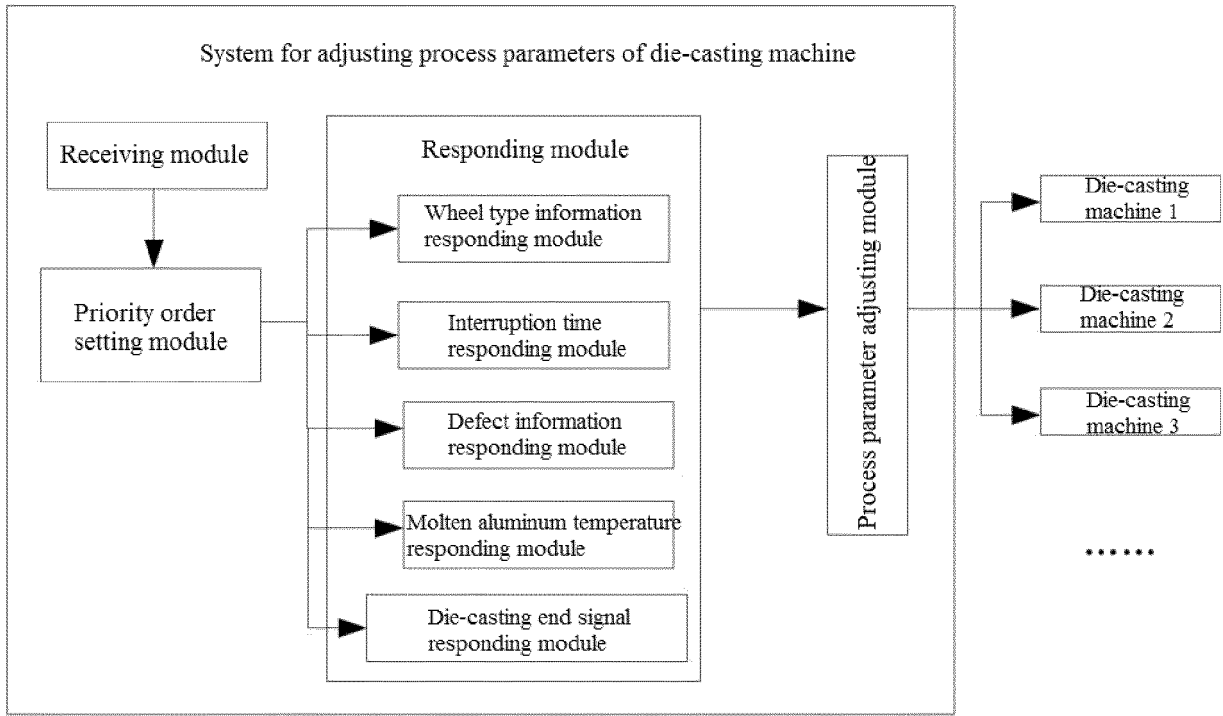 System for adjusting process parameters of die-casting machine
Receiving module
Priority order
setting module
Responding module
Wheel type information
responding module
Interruption time
responding module
Defect information
responding module
Molten aluminum temperature
responding module
Die-casting end signal
responding module
Process parameter adjusting module
Die-casting
machine 1
Die-casting
machine 2
Die-casting
machine 3
......